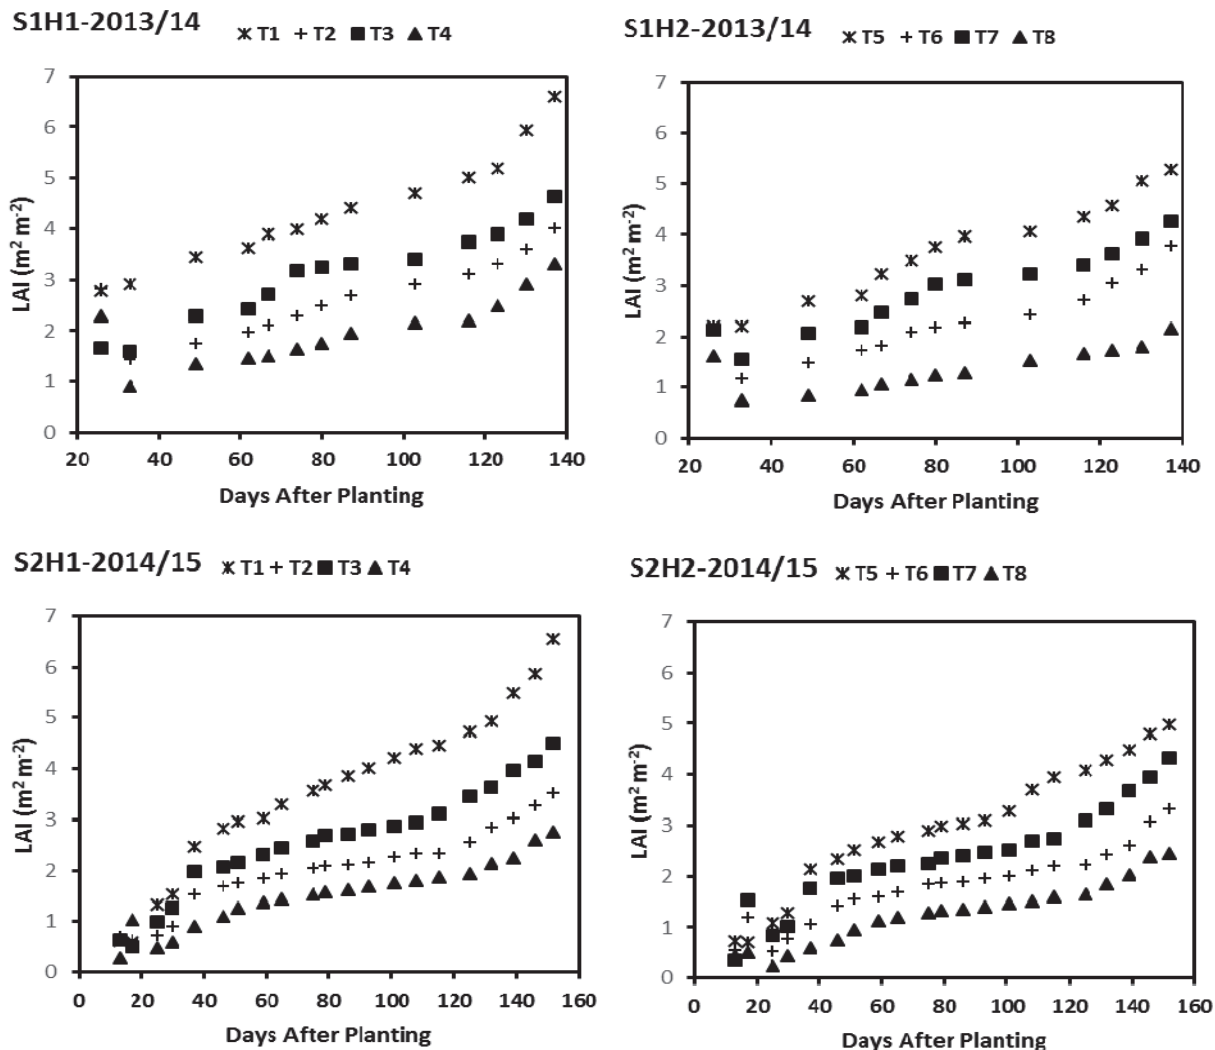 S1H1-2013/14
T1 + T2 T3 T4
LAI (m² m⁻²)
7
6
5
4
3
2
1
0
20 40 60 80 100 120 140
Days After Planting
S1H2-2013/14
T5 + T6 T7 T8
LAI (m² m⁻²)
7
6
5
4
3
2
1
0
20 40 60 80 100 120 140
Days After Planting
S2H1-2014/15
T1 + T2 T3 T4
LAI (m² m⁻²)
7
6
5
4
3
2
1
0
0 20 40 60 80 100 120 140 160
Days After Planting
S2H2-2014/15
T5 + T6 T7 T8
LAI (m² m⁻²)
7
6
5
4
3
2
1
0
0 20 40 60 80 100 120 140 160
Days After Planting